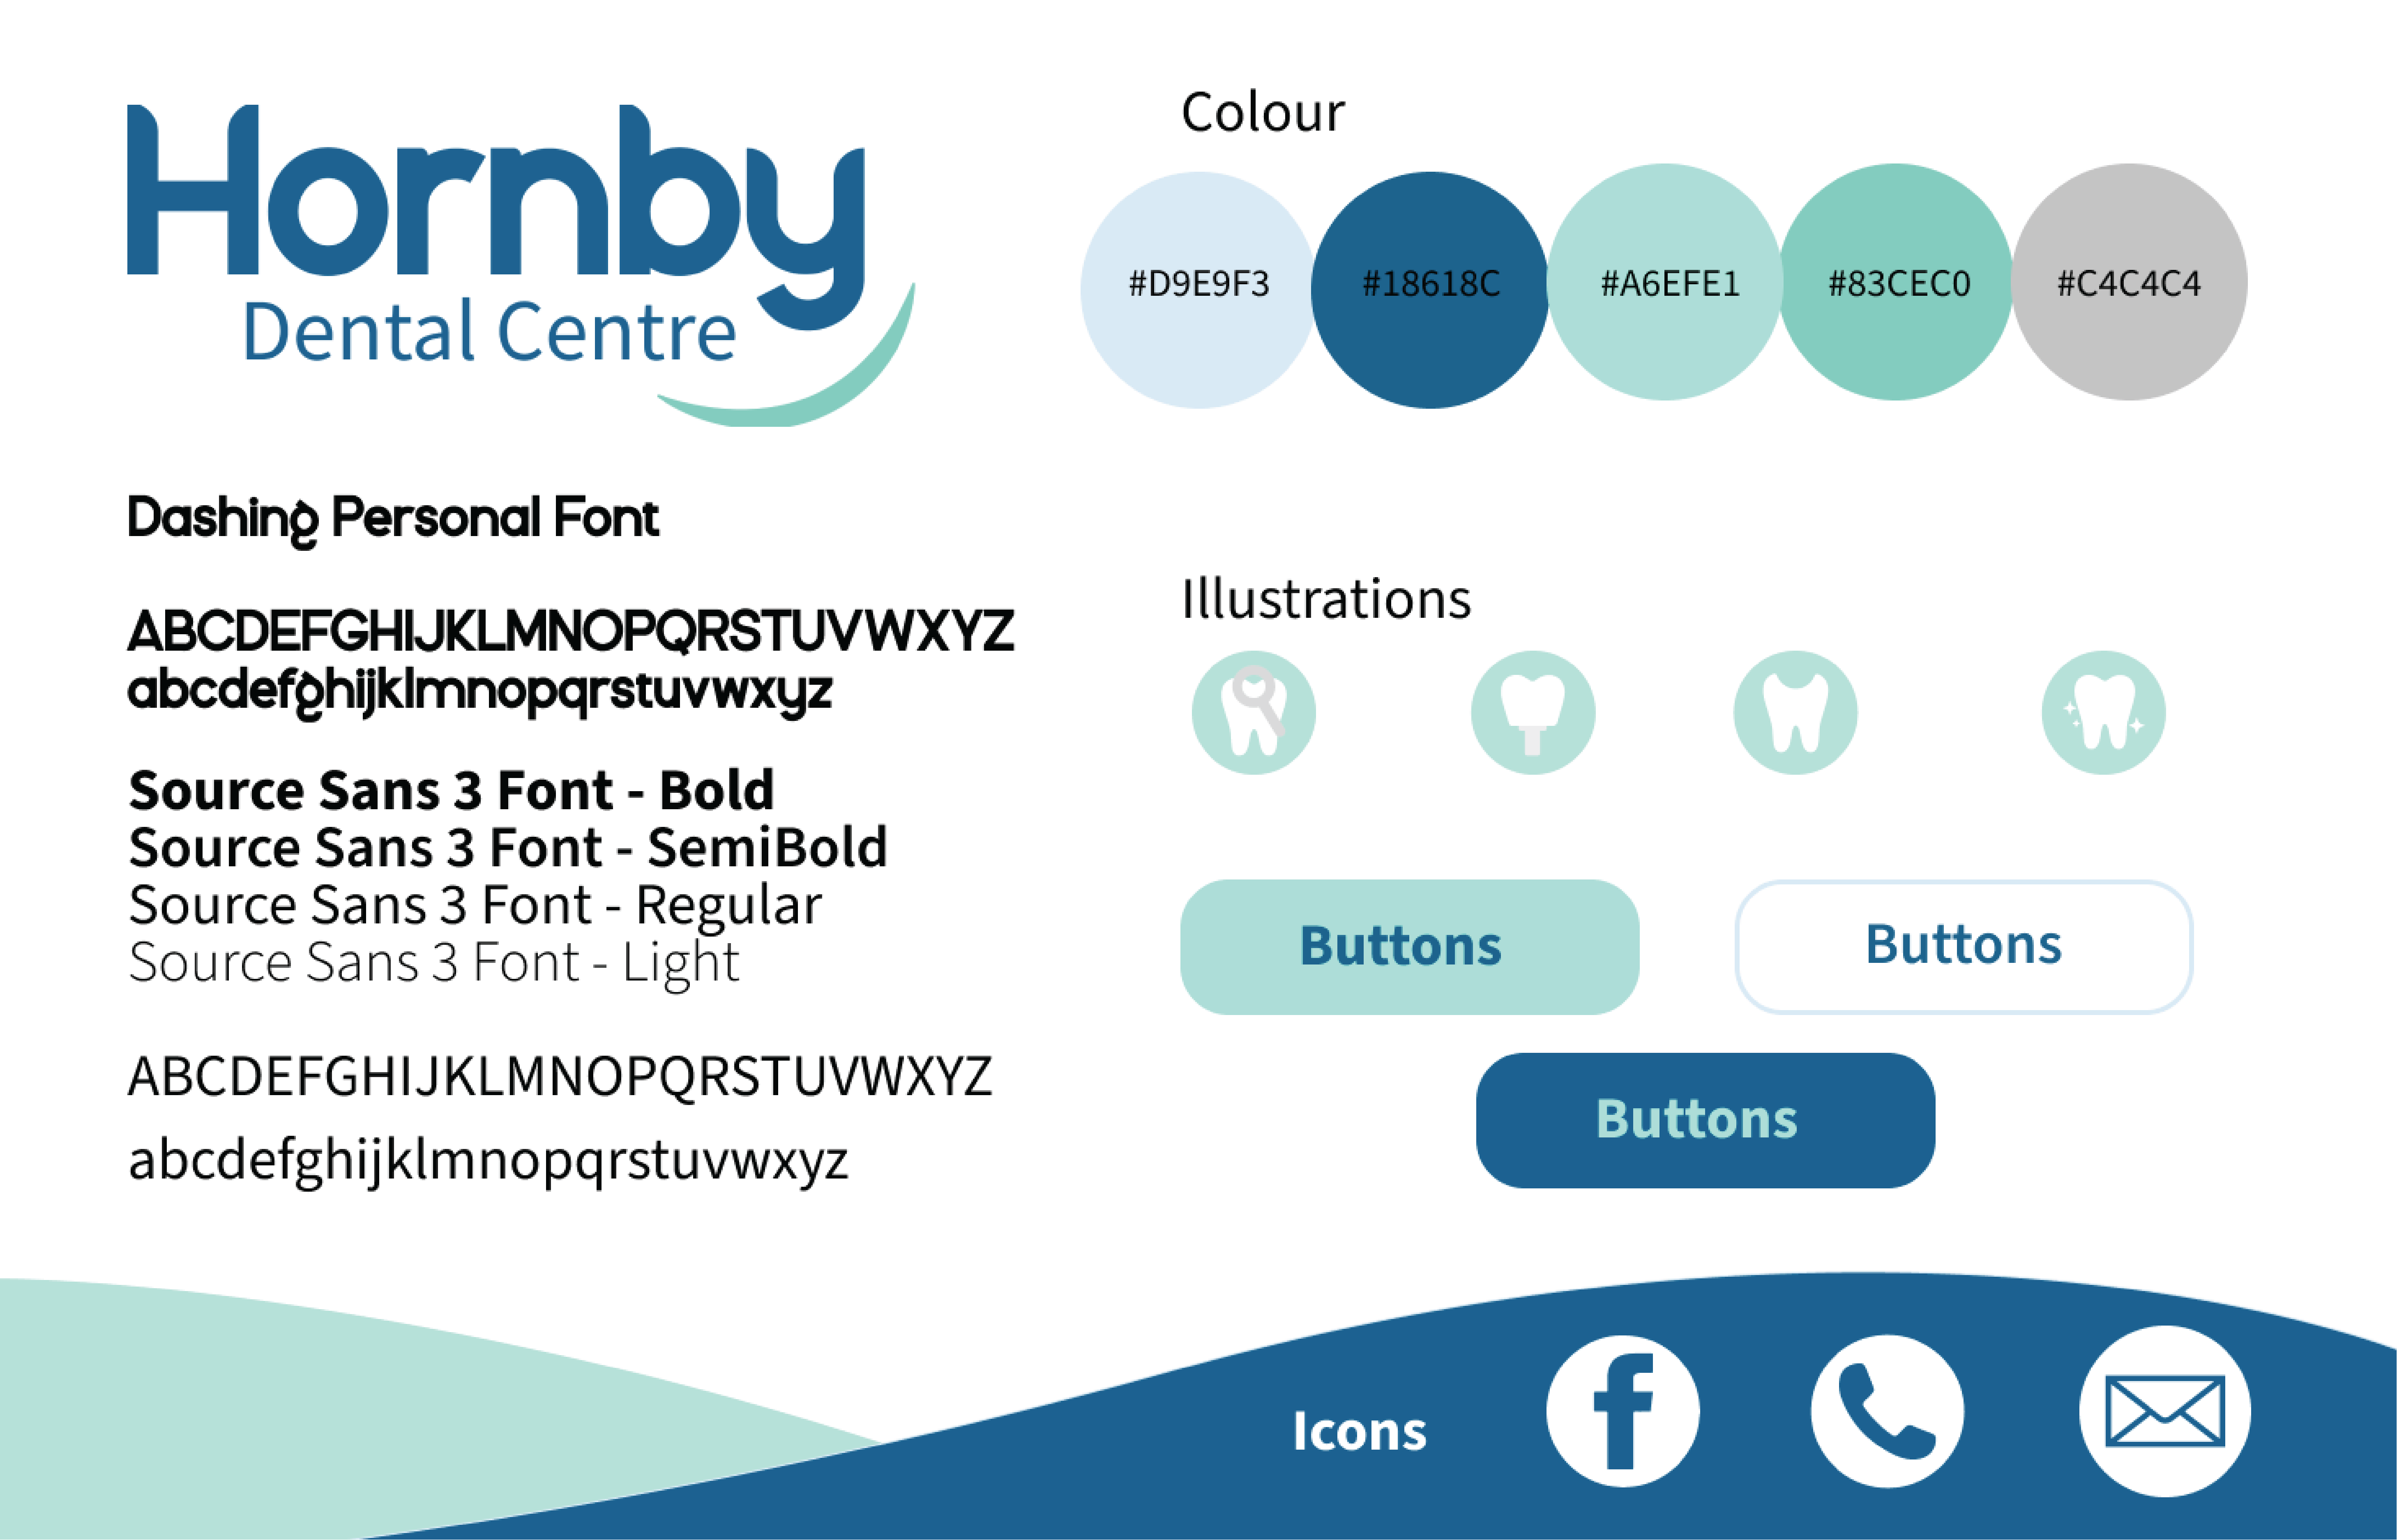 Hornby
Dental Centre
Colour
#D9E9F3
#18618C
#A6EFE1
#83CEC0
#C4C4C4
Dashing Personal Font
ABCDEFGHIJKLMNOPQRSTUVWXYZ
abcdefghijklmnopqrstuvwxyz
Source Sans 3 Font - Bold
Source Sans 3 Font - SemiBold
Source Sans 3 Font - Regular
Source Sans 3 Font - Light
ABCDEFGHIJKLMNOPQRSTUVWXYZ
abcdefghijklmnopqrstuvwxyz
Illustrations
Buttons
Buttons
Buttons
Icons